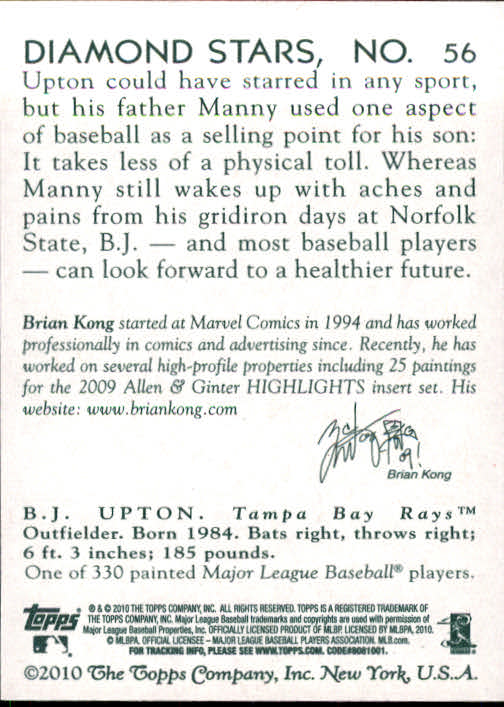 DIAMOND STARS, NO. 56
Upton could have starred in any sport,
but his father Manny used one aspect
of baseball as a selling point for his son:
It takes less of a physical toll. Whereas
Manny still wakes up with aches and
pains from his gridiron days at Norfolk
State, B.J. — and most baseball players
— can look forward to a healthier future.
Brian Kong started at Marvel Comics in 1994 and has worked
professionally in comics and advertising since. Recently, he has
worked on several high-profile properties including 25 paintings
for the 2009 Allen & Ginter HIGHLIGHTS insert set. His
website: www.briankong.com
Brian Kong
B.J. UPTON. Tampa Bay Rays™
Outfielder. Born 1984. Bats right, throws right;
6 ft. 3 inches; 185 pounds.
One of 330 painted Major League Baseball® players.
Topps
® & © 2010 THE TOPPS COMPANY, INC. ALL RIGHTS RESERVED. TOPPS IS A REGISTERED TRADEMARK OF
THE TOPPS COMPANY, INC. Major League Baseball trademarks and copyrights are used with permission of
Major League Baseball Properties, Inc. OFFICIALLY LICENSED PRODUCT OF MLBP. LICENSED BY MLBPA, 2010.
© MLBPA. OFFICIAL LICENSEE – MAJOR LEAGUE BASEBALL PLAYERS ASSOCIATION. MLB.com.
FOR TRACKING INFO, PLEASE SEE WWW.TOPPS.COM. CODE#8081001.
©2010 The Topps Company, Inc. New York, U.S.A.